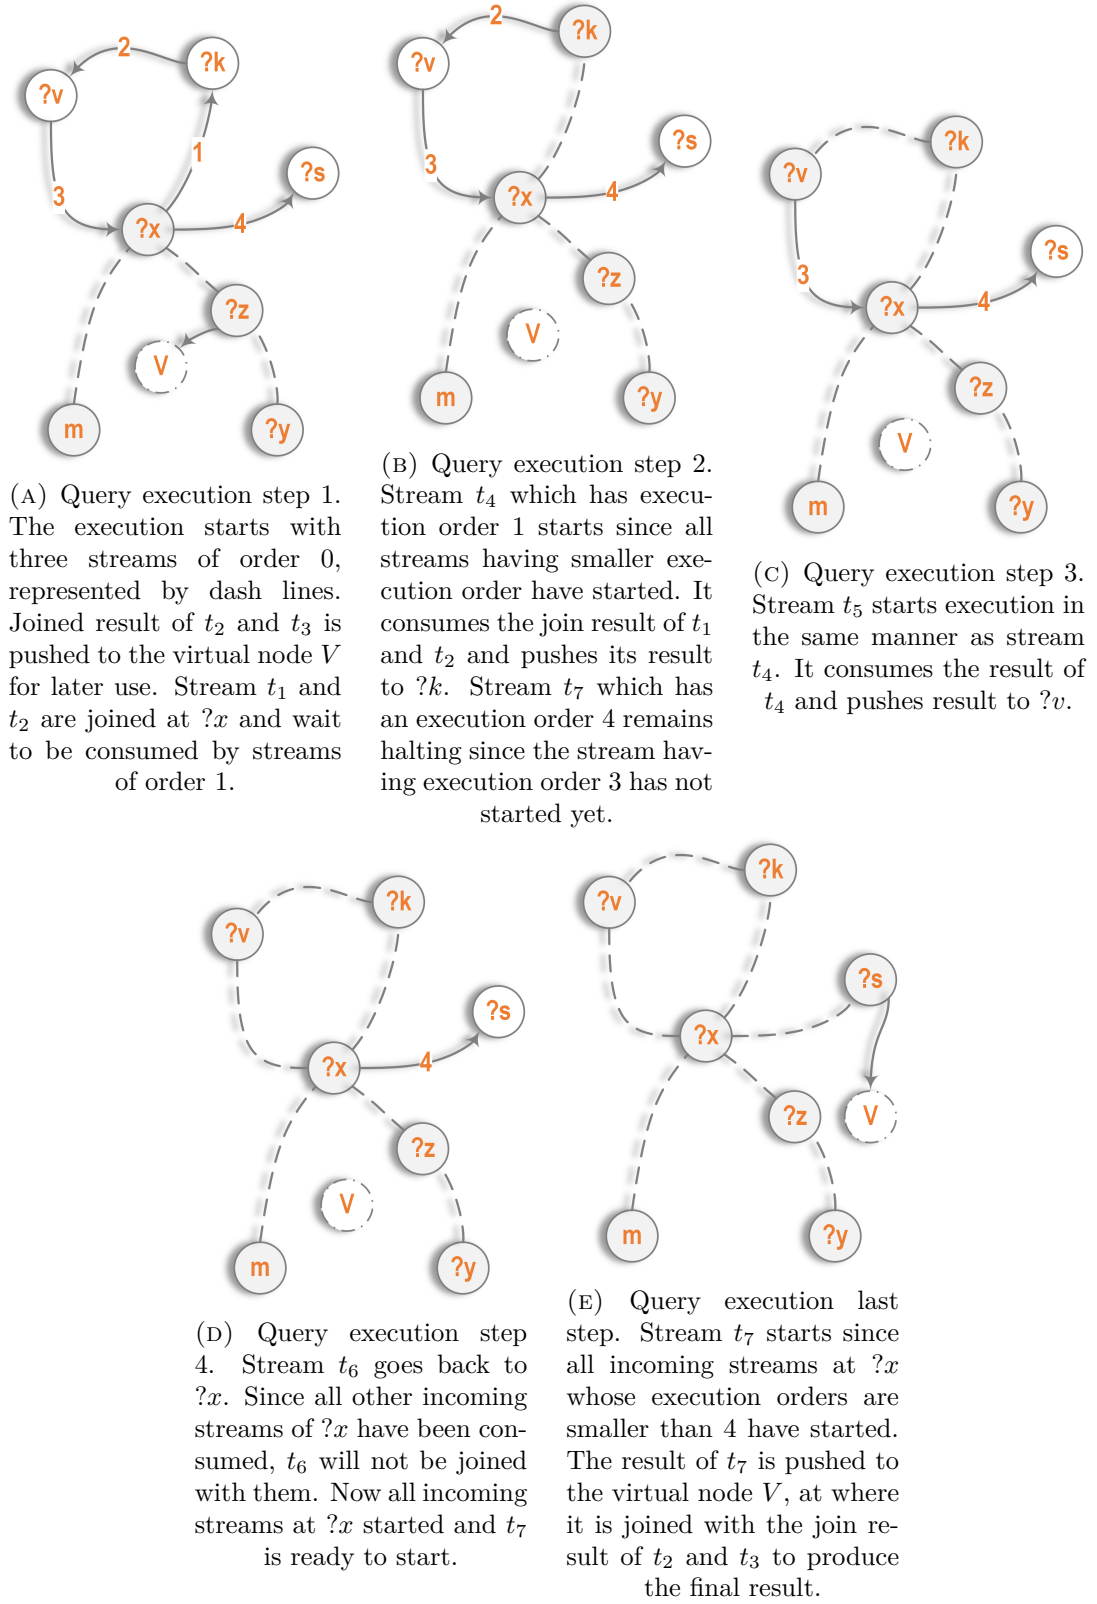 2
?k
?v
1
?s
3
?x
4
?z
V
m
?y
(A) Query execution step 1.
The execution starts with
three streams of order 0,
represented by dash lines.
Joined result of t2 and t3 is
pushed to the virtual node V
for later use. Stream t1 and
t2 are joined at ?x and wait
to be consumed by streams
of order 1.
2
?k
?v
?s
3
?x
4
?z
V
m
?y
(B) Query execution step 2.
Stream t4 which has execu-
tion order 1 starts since all
streams having smaller exe-
cution order have started. It
consumes the join result of t1
and t2 and pushes its result
to ?k. Stream t7 which has
an execution order 4 remains
halting since the stream hav-
ing execution order 3 has not
started yet.
?k
?v
?s
3
?x
4
?z
V
m
?y
(C) Query execution step 3.
Stream t5 starts execution in
the same manner as stream
t4. It consumes the result of
t4 and pushes result to ?v.
?k
?v
?s
?x
4
?z
V
m
?y
(D) Query execution step
4. Stream t6 goes back to
?x. Since all other incoming
streams of ?x have been con-
sumed, t6 will not be joined
with them. Now all incoming
streams at ?x started and t7
is ready to start.
?k
?v
?s
?x
?z
V
m
?y
(E) Query execution last
step. Stream t7 starts since
all incoming streams at ?x
whose execution orders are
smaller than 4 have started.
The result of t7 is pushed to
the virtual node V, at where
it is joined with the join re-
sult of t2 and t3 to produce
the final result.